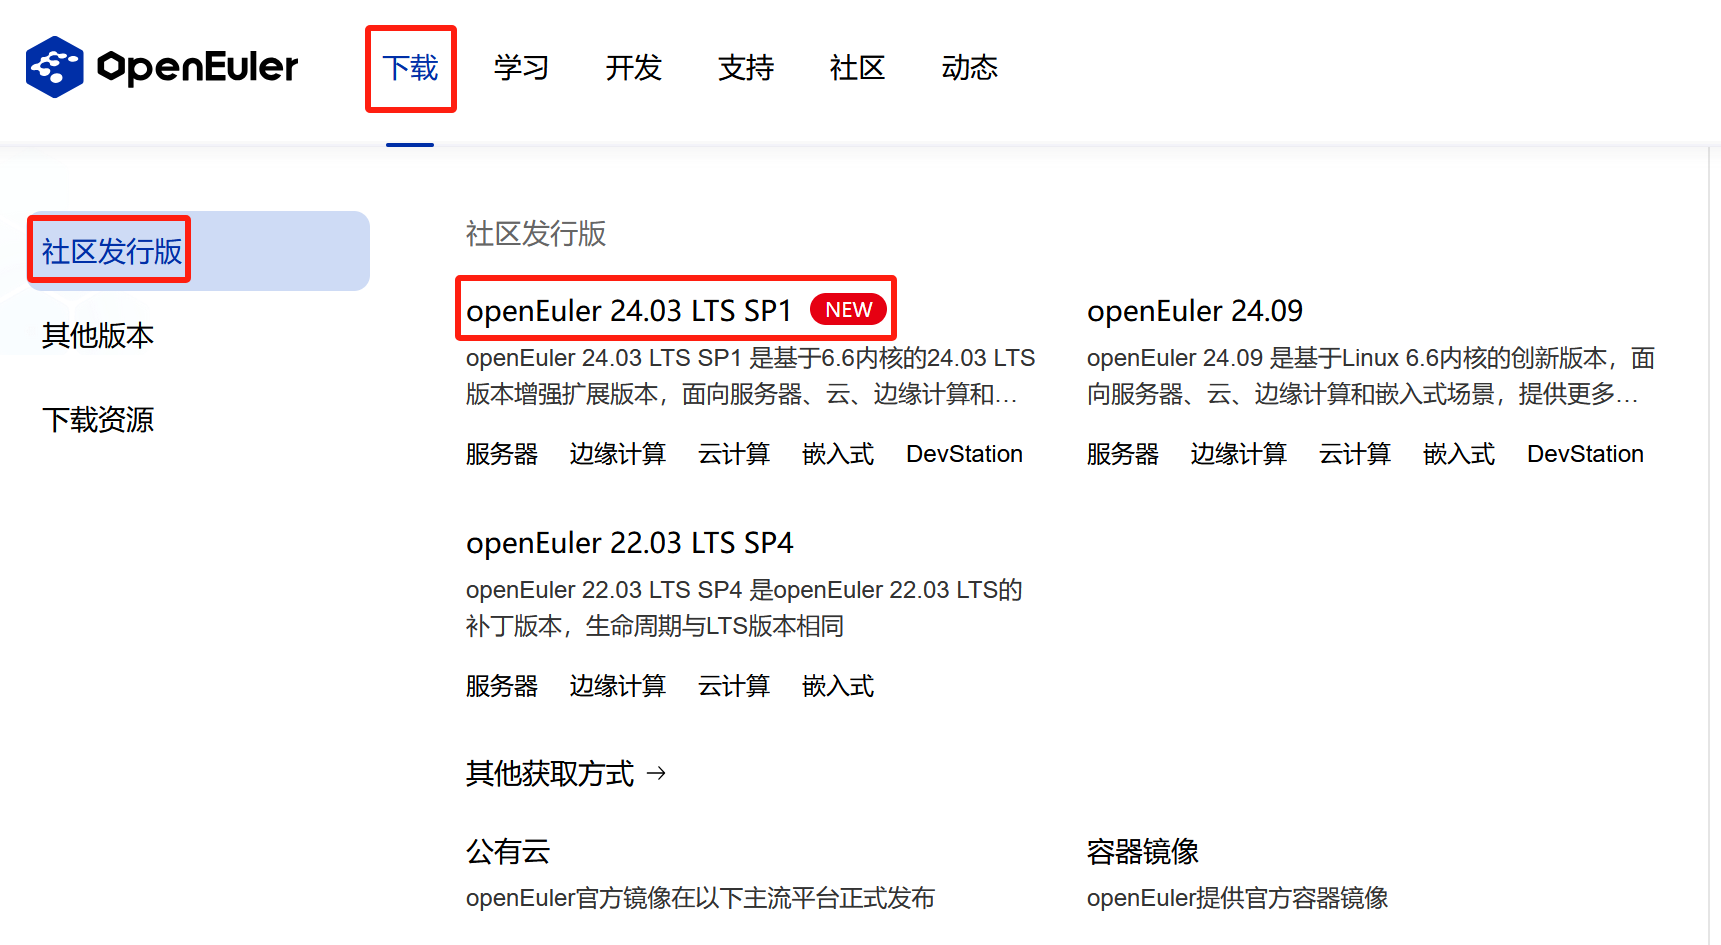 openEuler
下载 学习 开发 支持 社区 动态
社区发行版
其他版本
下载资源
社区发行版
openEuler 24.03 LTS SP1 NEW
openEuler 24.03 LTS SP1 是基于6.6内核的24.03 LTS
版本增强扩展版本，面向服务器、云、边缘计算和...
服务器 边缘计算 云计算 嵌入式 DevStation
openEuler 24.09
openEuler 24.09 是基于Linux 6.6内核的创新版本，面
向服务器、云、边缘计算和嵌入式场景，提供更多...
服务器 边缘计算 云计算 嵌入式 DevStation
openEuler 22.03 LTS SP4
openEuler 22.03 LTS SP4 是openEuler 22.03 LTS的
补丁版本，生命周期与LTS版本相同
服务器 边缘计算 云计算 嵌入式
其他获取方式 →
公有云
openEuler官方镜像在以下主流平台正式发布
容器镜像
openEuler提供官方容器镜像